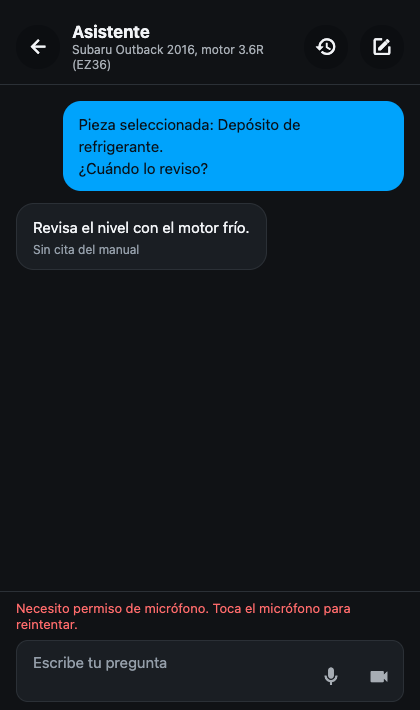 Asistente
Subaru Outback 2016, motor 3.6R
(EZ36)
Pieza seleccionada: Depósito de
refrigerante.
¿Cuándo lo reviso?
Revisa el nivel con el motor frío.
Sin cita del manual
Necesito permiso de micrófono. Toca el micrófono para
reintentar.
Escribe tu pregunta